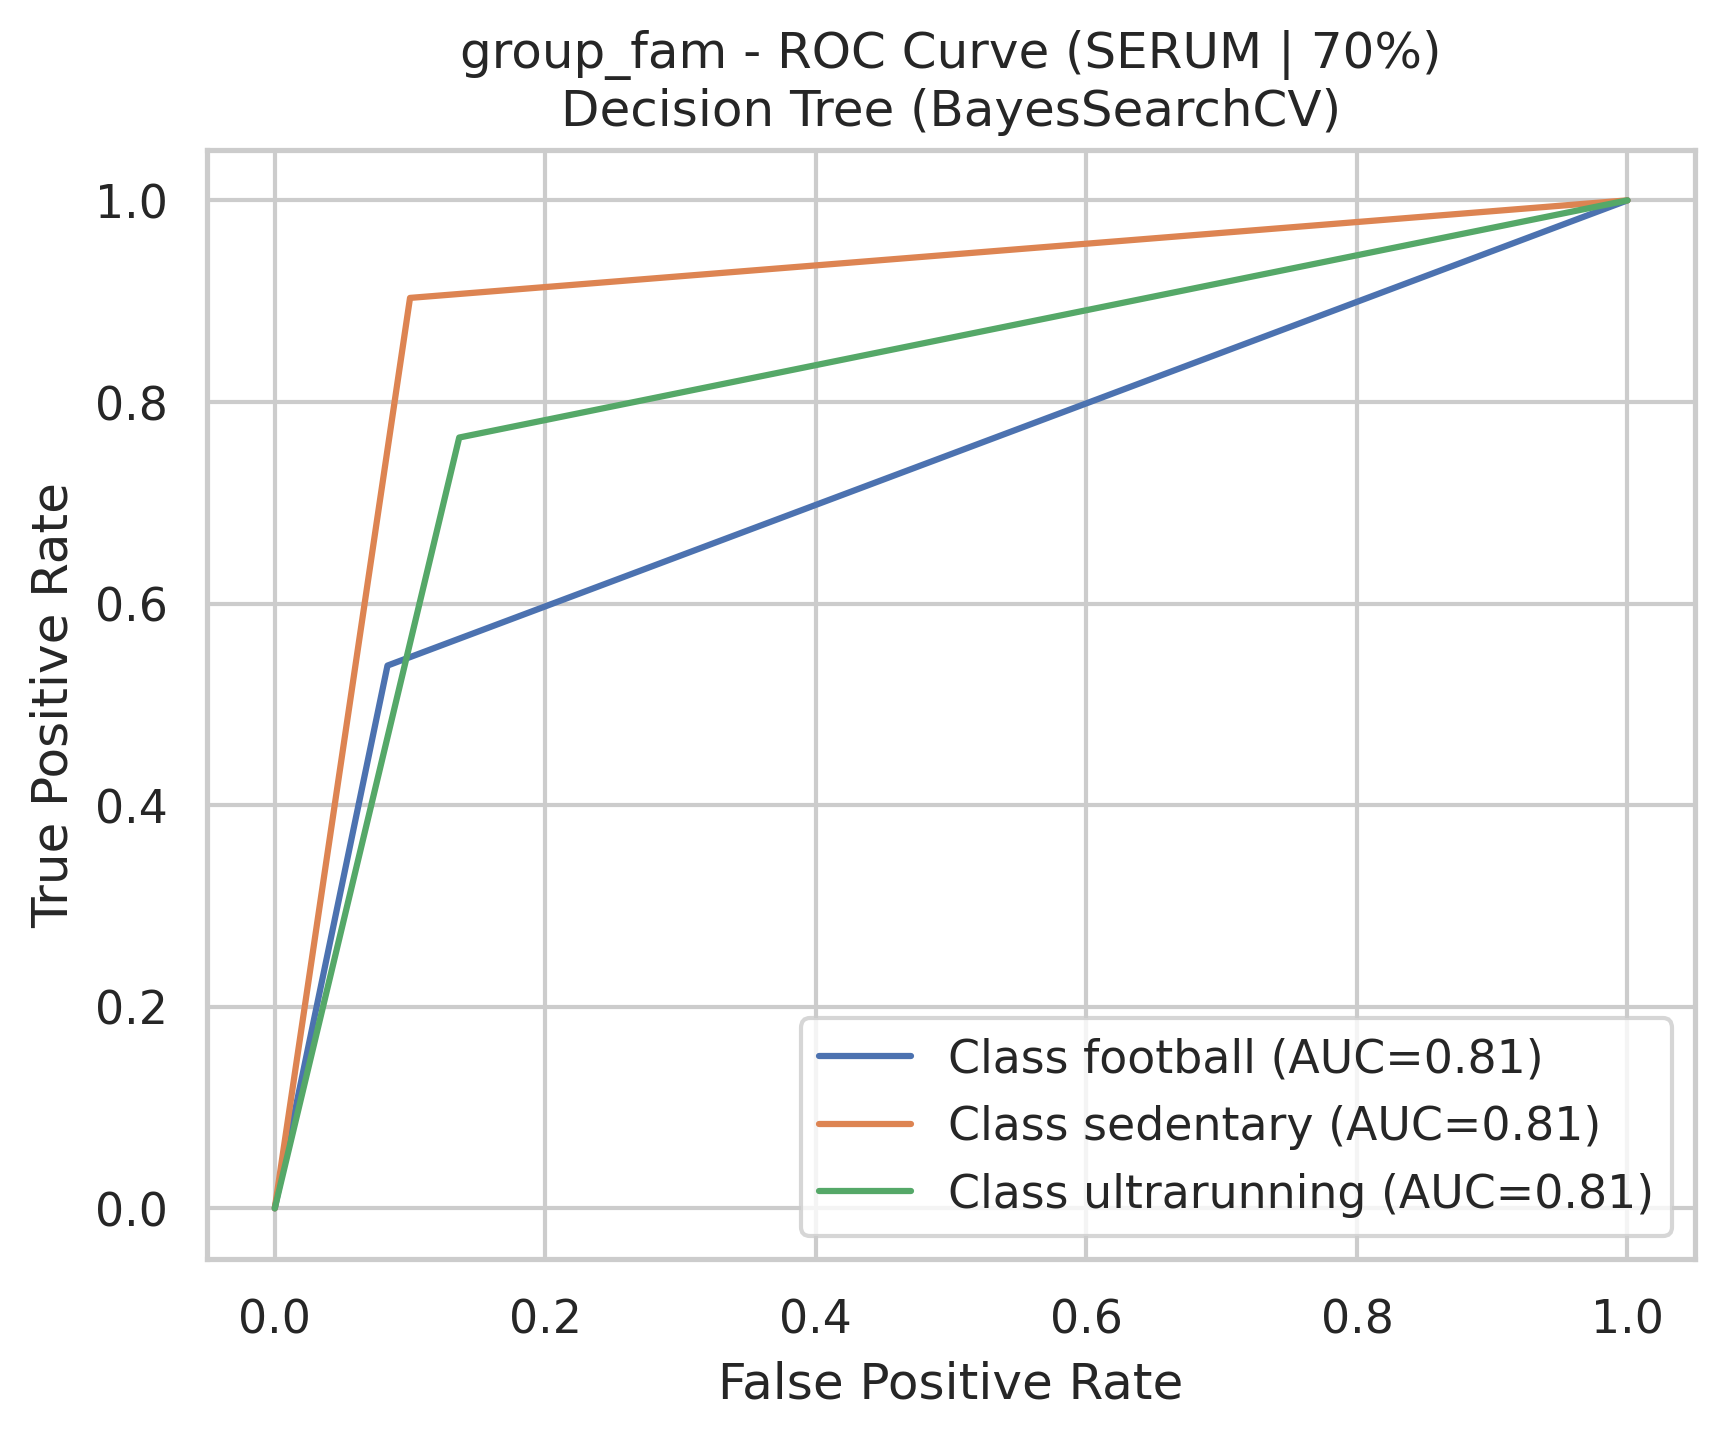 group_fam - ROC Curve (SERUM | 70%)
Decision Tree (BayesSearchCV)
True Positive Rate
1.0
0.8
0.6
0.4
0.2
0.0
Class football (AUC=0.81)
Class sedentary (AUC=0.81)
Class ultrarunning (AUC=0.81)
0.0 0.2 0.4 0.6 0.8 1.0
False Positive Rate